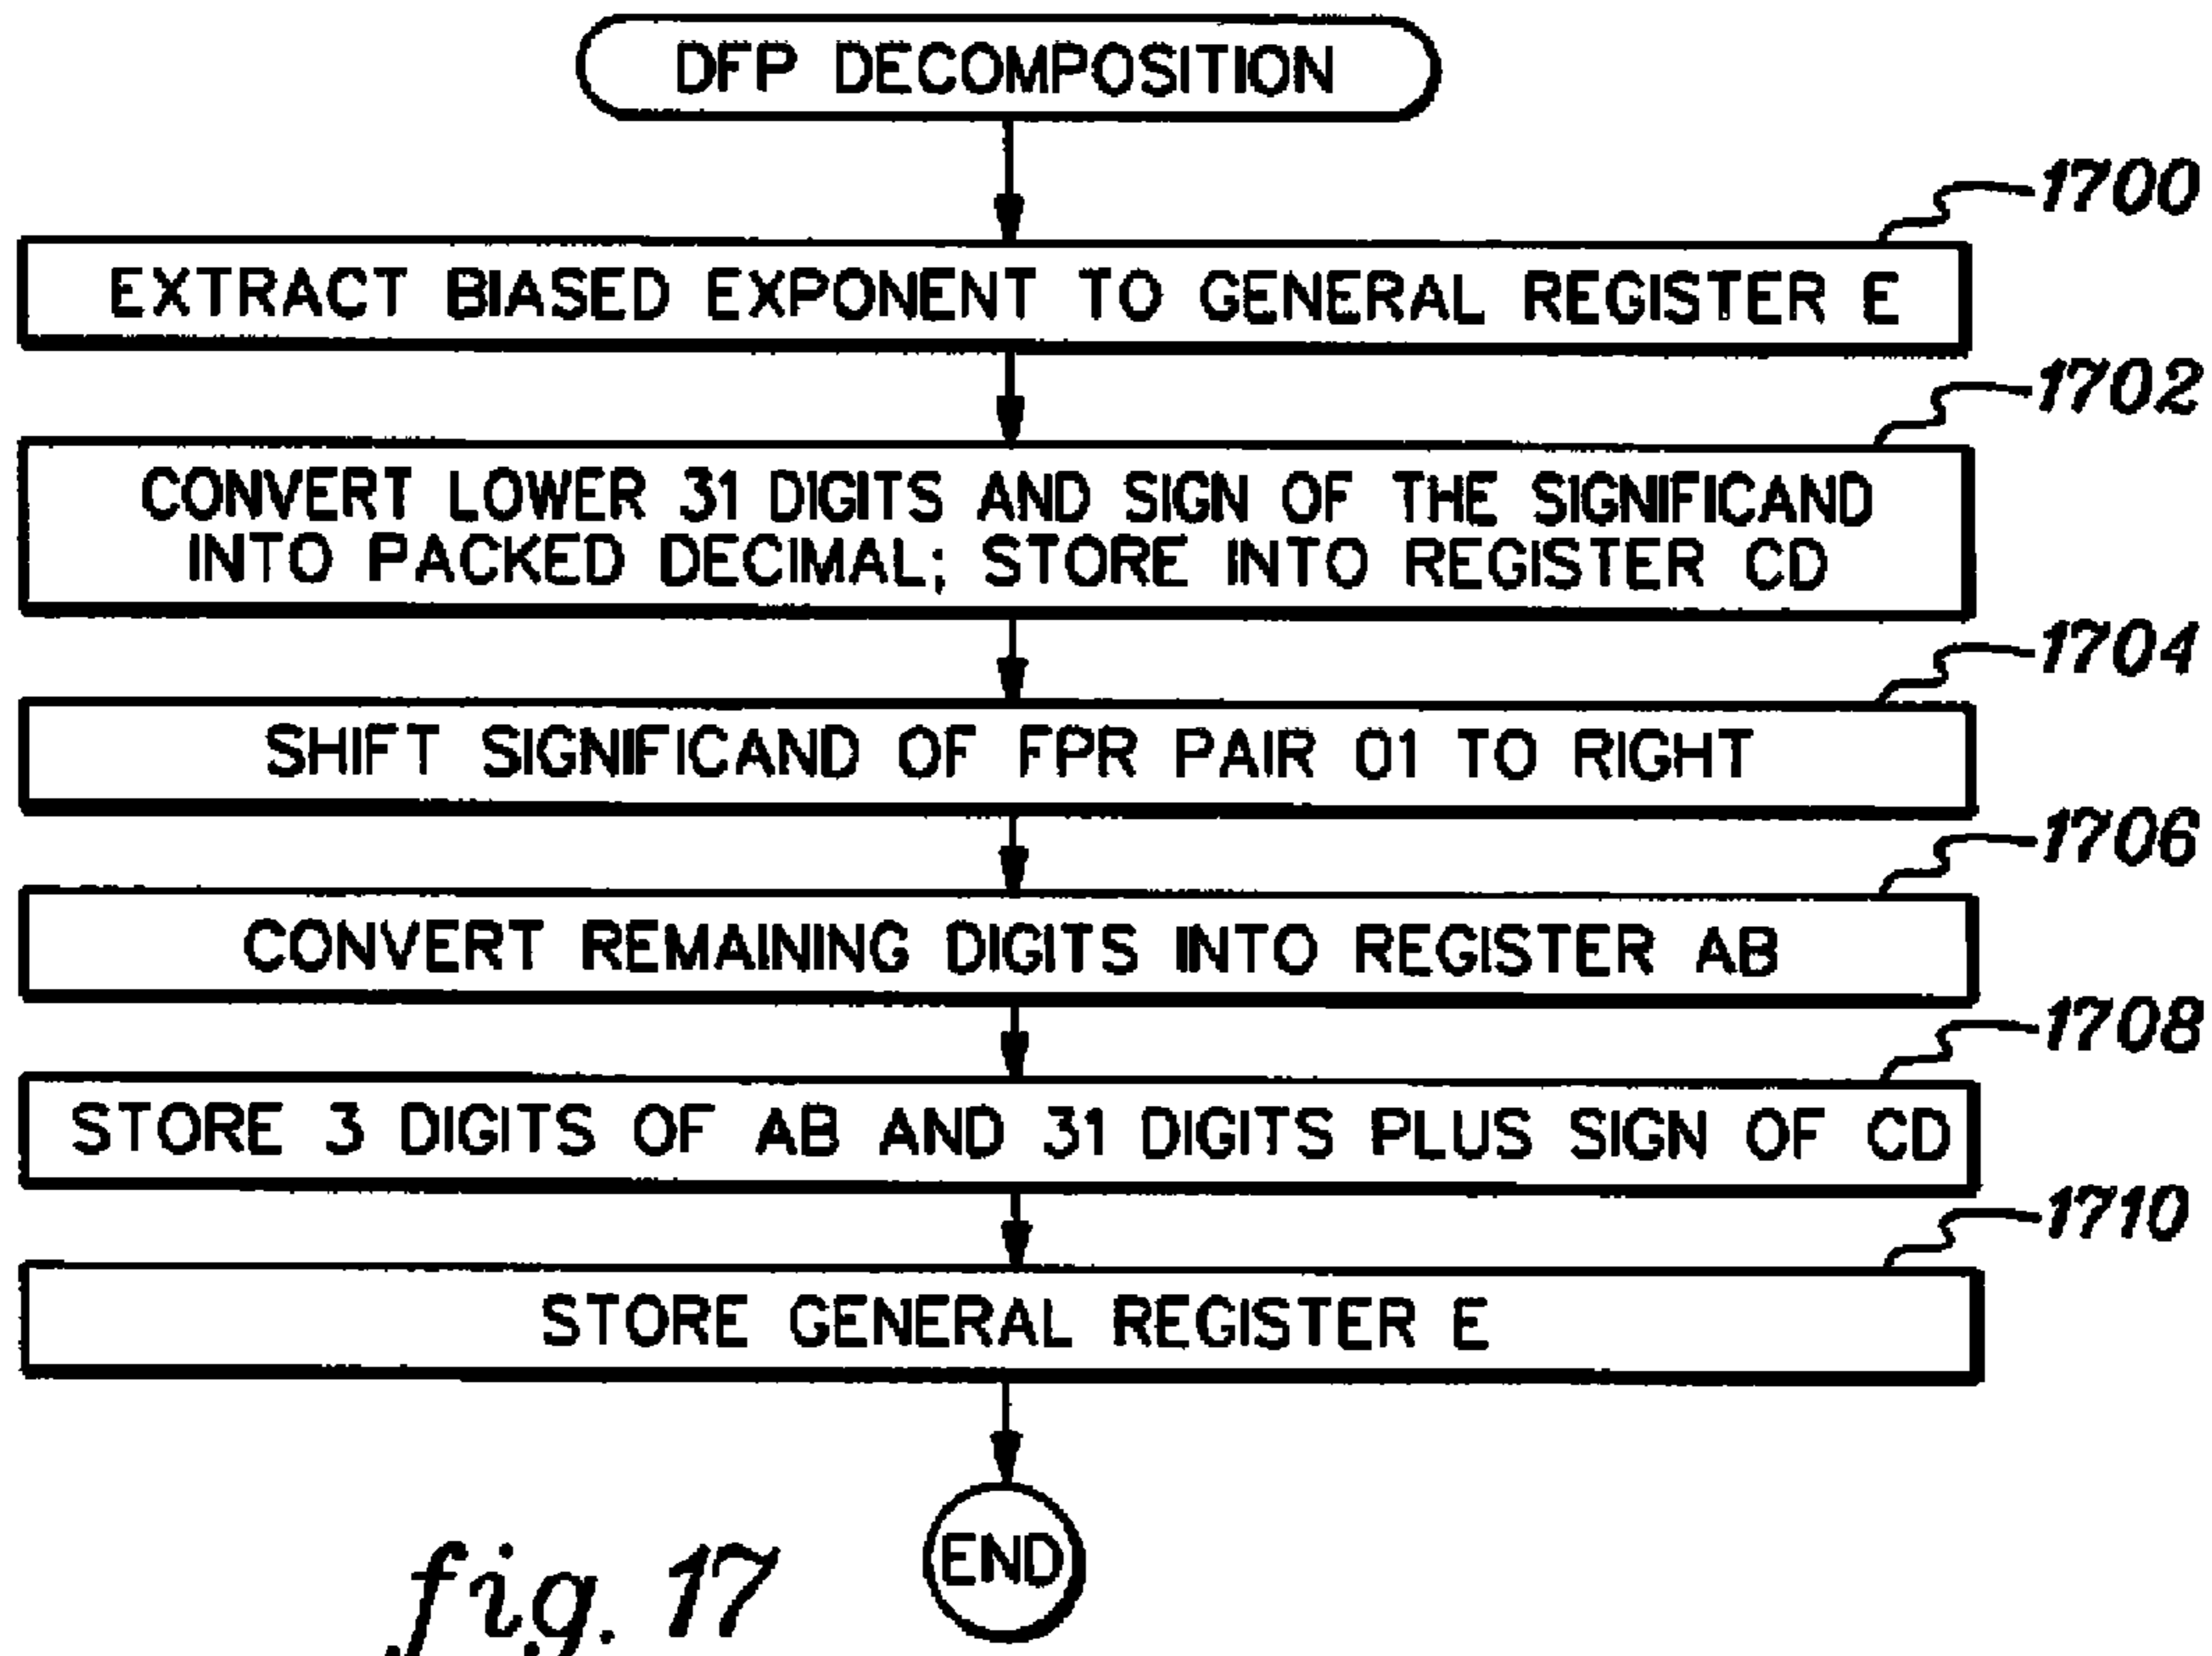 DFP DECOMPOSITION
1700
EXTRACT BIASED EXPONENT TO GENERAL REGISTER E
1702
CONVERT LOWER 31 DIGITS AND SIGN OF THE SIGNIFICAND
INTO PACKED DECIMAL; STORE INTO REGISTER CD
1704
SHIFT SIGNIFICAND OF FPR PAIR 01 TO RIGHT
1706
CONVERT REMAINING DIGITS INTO REGISTER AB
1708
STORE 3 DIGITS OF AB AND 31 DIGITS PLUS SIGN OF CD
1710
STORE GENERAL REGISTER E
END
fig. 17